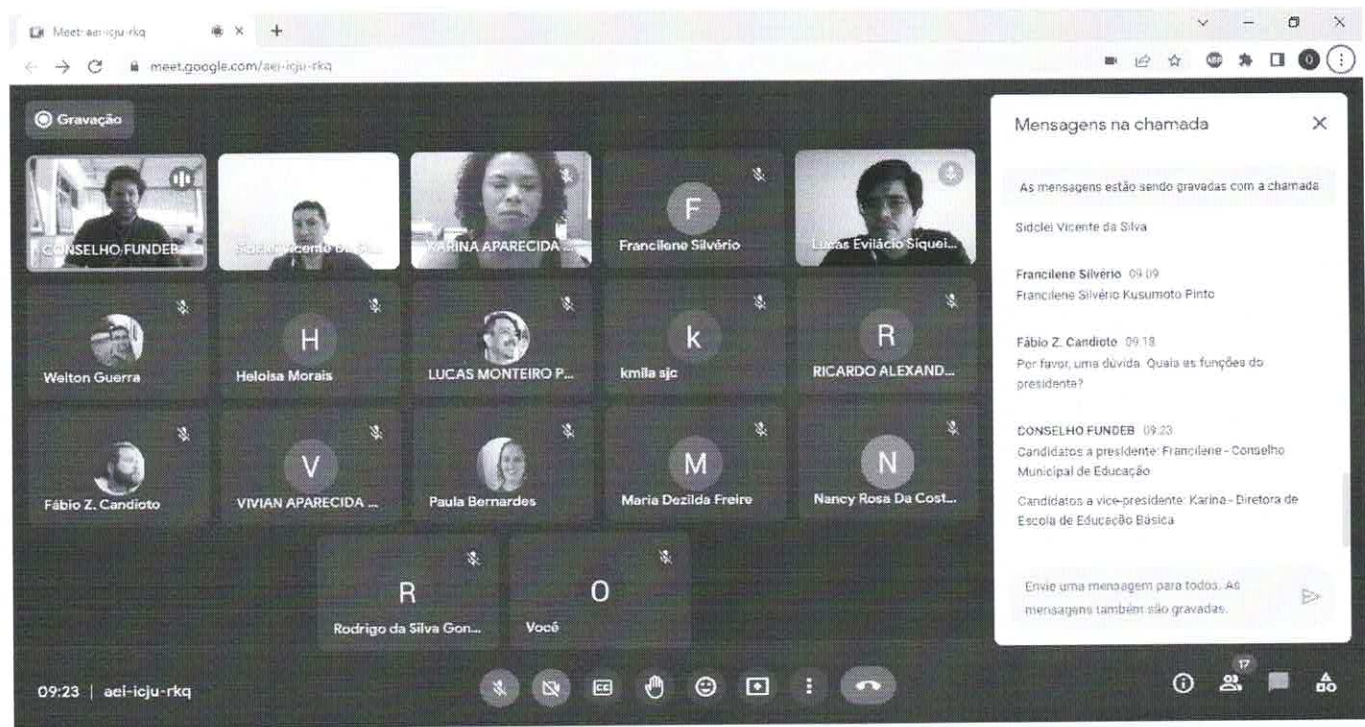 Meet: aei-icju-rkq
meet.google.com/aei-icju-rkq
ABP
O
Gravação
CONSELHO FUNDEB...
Sidclei Vicente Da Si...
KARINA APARECIDA ...
F
Francilene Silvério
Lucas Evilácio Siquei...
Welton Guerra
H
Heloisa Morais
LUCAS MONTEIRO P...
k
kmila sjc
R
RICARDO ALEXAND...
Fábio Z. Candioto
V
VIVIAN APARECIDA ...
Paula Bernardes
M
Maria Dezilda Freire
N
Nancy Rosa Da Cost...
R
Rodrigo da Silva Gon...
O
Você
Mensagens na chamada
As mensagens estão sendo gravadas com a chamada
Sidclei Vicente da Silva
Francilene Silvério 09:09
Francilene Silvério Kusumoto Pinto
Fábio Z. Candioto 09:18
Por favor, uma dúvida. Quais as funções do
presidente?
CONSELHO FUNDEB 09:23
Candidatos a presidente: Francilene - Conselho
Municipal de Educação
Candidatos a vice-presidente: Karina - Diretora de
Escola de Educação Básica
Envie uma mensagem para todos. As
mensagens também são gravadas.
09:23 | aei-icju-rkq
CC
17